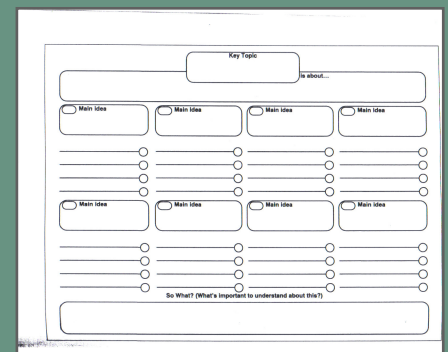 Key Topic
is about...
Main idea Main idea Main idea Main idea
Main idea Main idea Main idea Main idea
So What? (What's important to understand about this?)